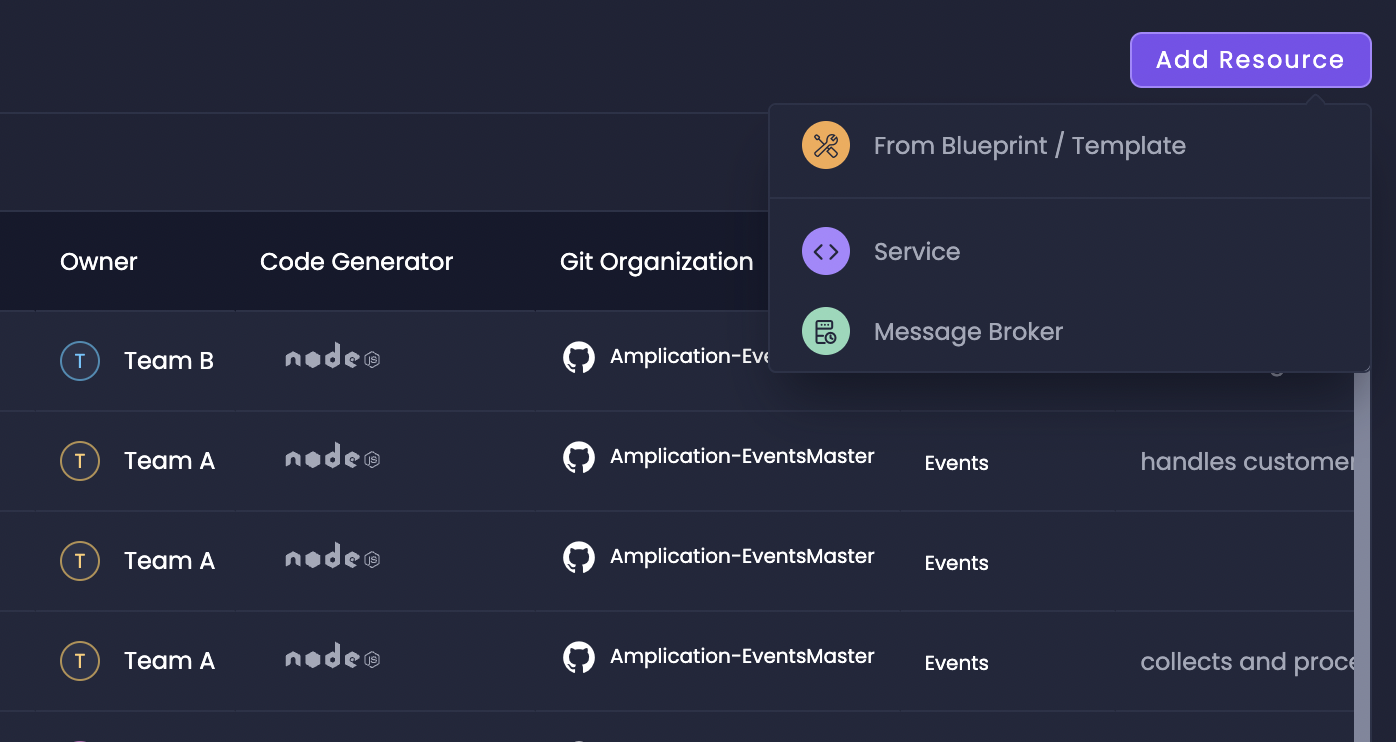 Add Resource
From Blueprint / Template
Service
Message Broker
Owner Code Generator Git Organization
T Team B node JS Amplication-Eve
T Team A node JS Amplication-EventsMaster Events handles customer
T Team A node JS Amplication-EventsMaster Events
T Team A node JS Amplication-EventsMaster Events collects and proce